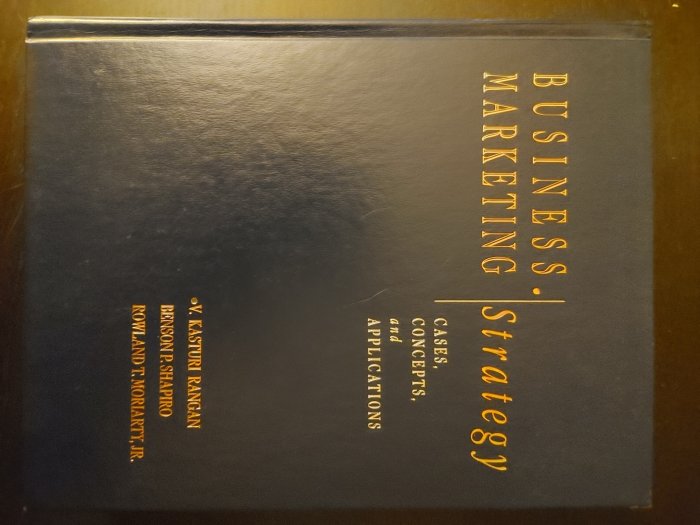 BUSINESS
MARKETING Strategy
CASES,
CONCEPTS,
and
APPLICATIONS
V. KASTURI RANGAN
BENSON P. SHAPIRO
ROWLAND T. MORIARTY, JR.